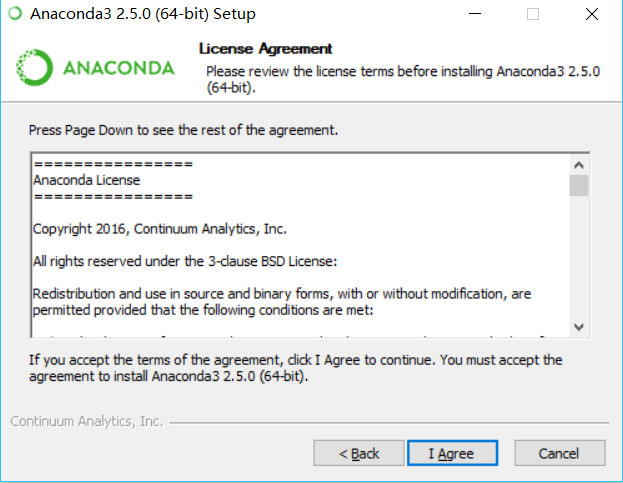 Anaconda3 2.5.0 (64-bit) Setup
ANACONDA
License Agreement
Please review the license terms before installing Anaconda3 2.5.0
(64-bit).
Press Page Down to see the rest of the agreement.
================
Anaconda License
================
Copyright 2016, Continuum Analytics, Inc.
All rights reserved under the 3-clause BSD License:
Redistribution and use in source and binary forms, with or without modification, are
permitted provided that the following conditions are met:
If you accept the terms of the agreement, click I Agree to continue. You must accept the
agreement to install Anaconda3 2.5.0 (64-bit).
Continuum Analytics, Inc.
< Back
I Agree
Cancel